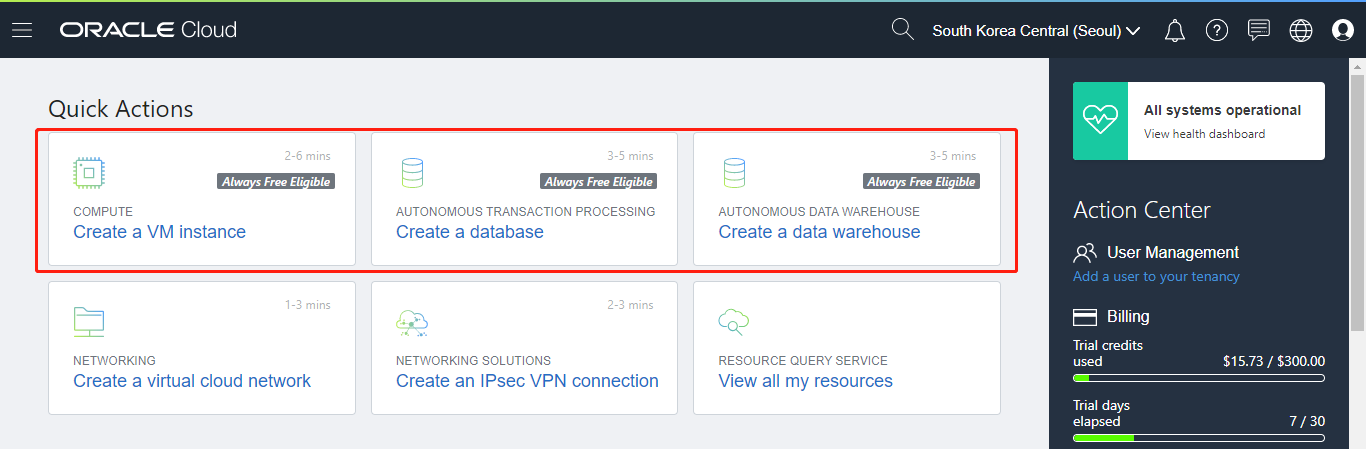 ORACLE Cloud
South Korea Central (Seoul)
Quick Actions
2-6 mins
Always Free Eligible
COMPUTE
Create a VM instance
3-5 mins
Always Free Eligible
AUTONOMOUS TRANSACTION PROCESSING
Create a database
3-5 mins
Always Free Eligible
AUTONOMOUS DATA WAREHOUSE
Create a data warehouse
1-3 mins
NETWORKING
Create a virtual cloud network
2-3 mins
NETWORKING SOLUTIONS
Create an IPsec VPN connection
RESOURCE QUERY SERVICE
View all my resources
All systems operational
View health dashboard
Action Center
User Management
Add a user to your tenancy
Billing
Trial credits
used $15.73 / $300.00
Trial days
elapsed 7 / 30